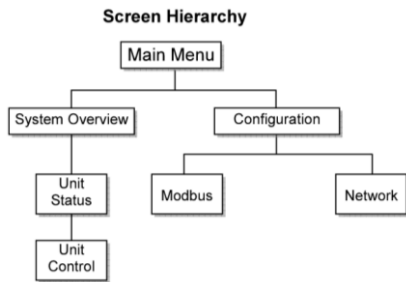 Screen Hierarchy
Main Menu
System Overview
Configuration
Unit
Status
Modbus
Network
Unit
Control